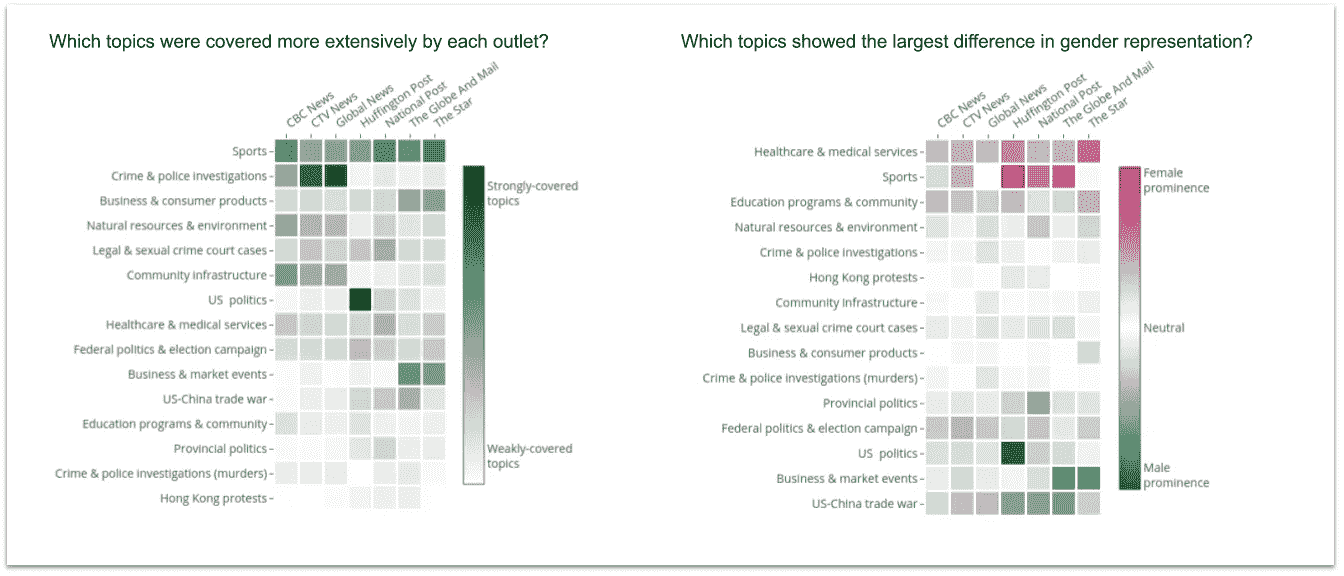 Which topics were covered more extensively by each outlet?
CBC News
CTV News
Global News
Huffington Post
National Post
The Globe And Mail
The Star
Sports
Crime & police investigations
Business & consumer products
Natural resources & environment
Legal & sexual crime court cases
Community infrastructure
US politics
Healthcare & medical services
Federal politics & election campaign
Business & market events
US-China trade war
Education programs & community
Provincial politics
Crime & police investigations (murders)
Hong Kong protests
Strongly-covered
topics
Weakly-covered
topics
Which topics showed the largest difference in gender representation?
CBC News
CTV News
Global News
Huffington Post
National Post
The Globe And Mail
The Star
Healthcare & medical services
Sports
Education programs & community
Natural resources & environment
Crime & police investigations
Hong Kong protests
Community infrastructure
Legal & sexual crime court cases
Business & consumer products
Crime & police investigations (murders)
Provincial politics
Federal politics & election campaign
US politics
Business & market events
US-China trade war
Female
prominence
Neutral
Male
prominence